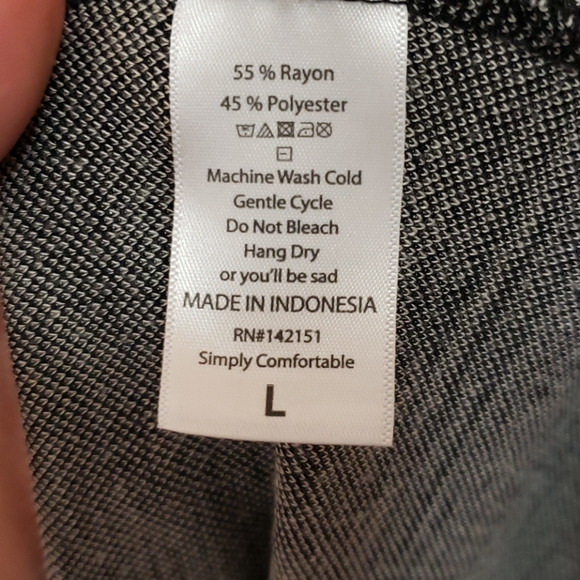 55 % Rayon
45 % Polyester
Machine Wash Cold
Gentle Cycle
Do Not Bleach
Hang Dry
or you'll be sad
MADE IN INDONESIA
RN#142151
Simply Comfortable
L